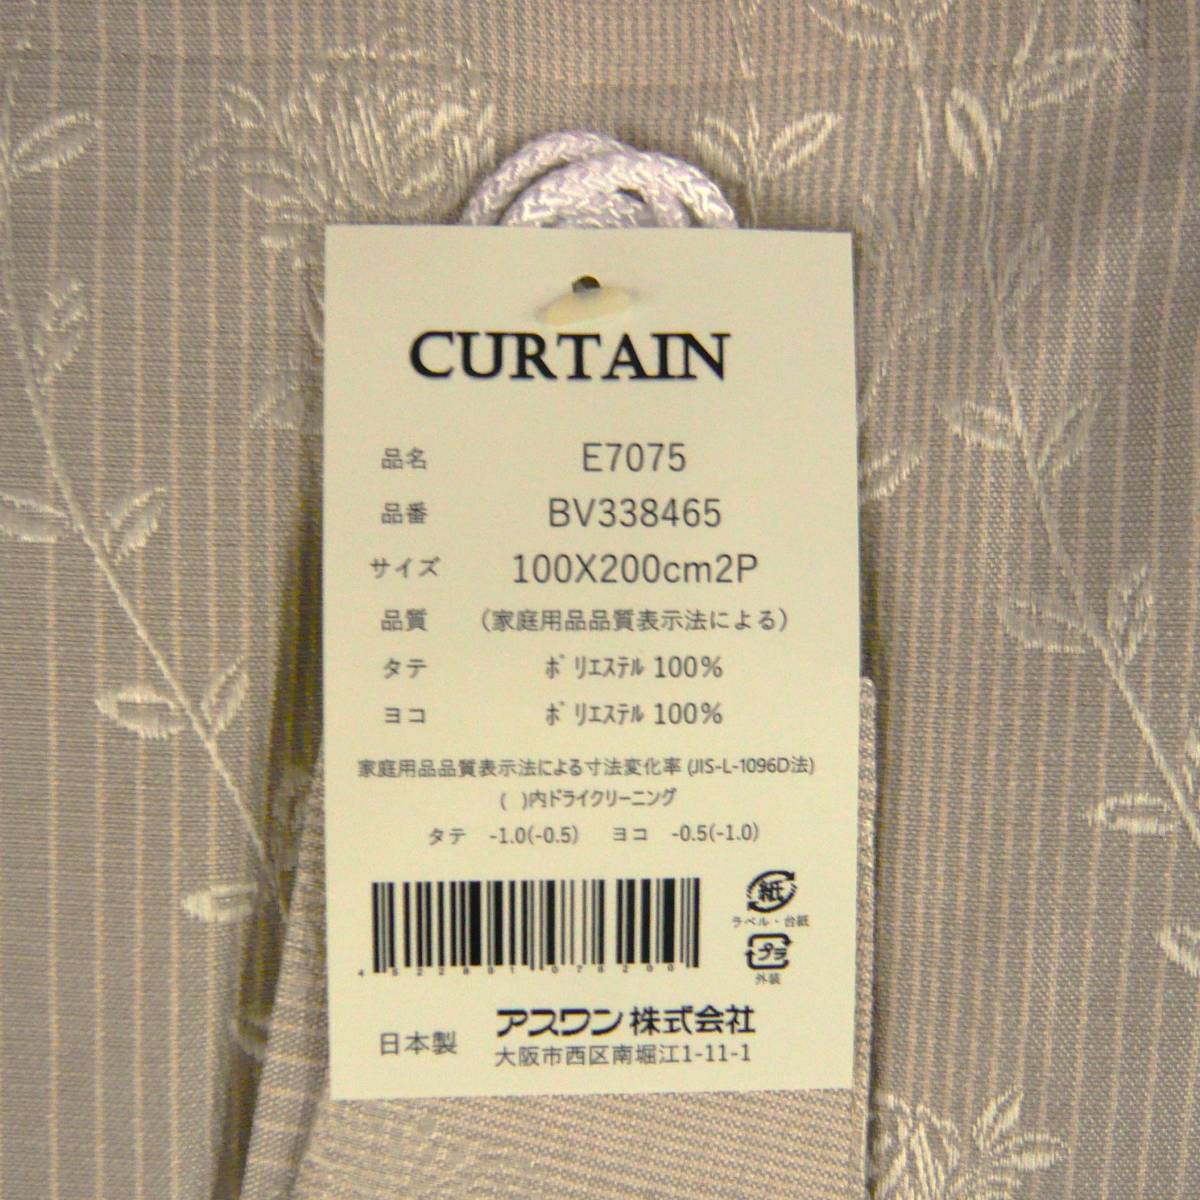 CURTAIN
品名 E7075
品番 BV338465
サイズ 100X200cm2P
品質 (家庭用品品質表示法による)
タテ ポリエステル 100%
ヨコ ポリエステル 100%
家庭用品品質表示法による寸法変化率 (JIS-L-1096D法)
( )内ドライクリーニング
タテ -1.0(-0.5) ヨコ -0.5(-1.0)
紙
ラベル・台紙
プラ
外装
日本製 アスワン株式会社
大阪市西区南堀江1-11-1